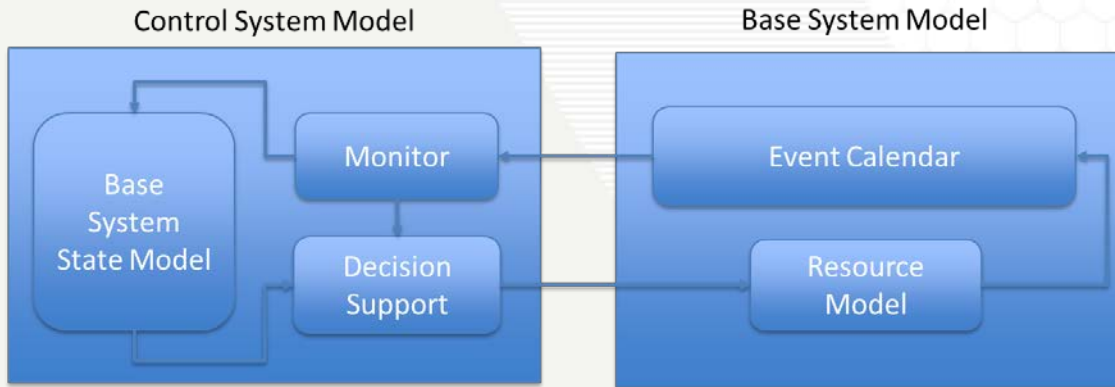 Control System Model
Base System Model
Base
System
State Model
Monitor
Decision
Support
Event Calendar
Resource
Model